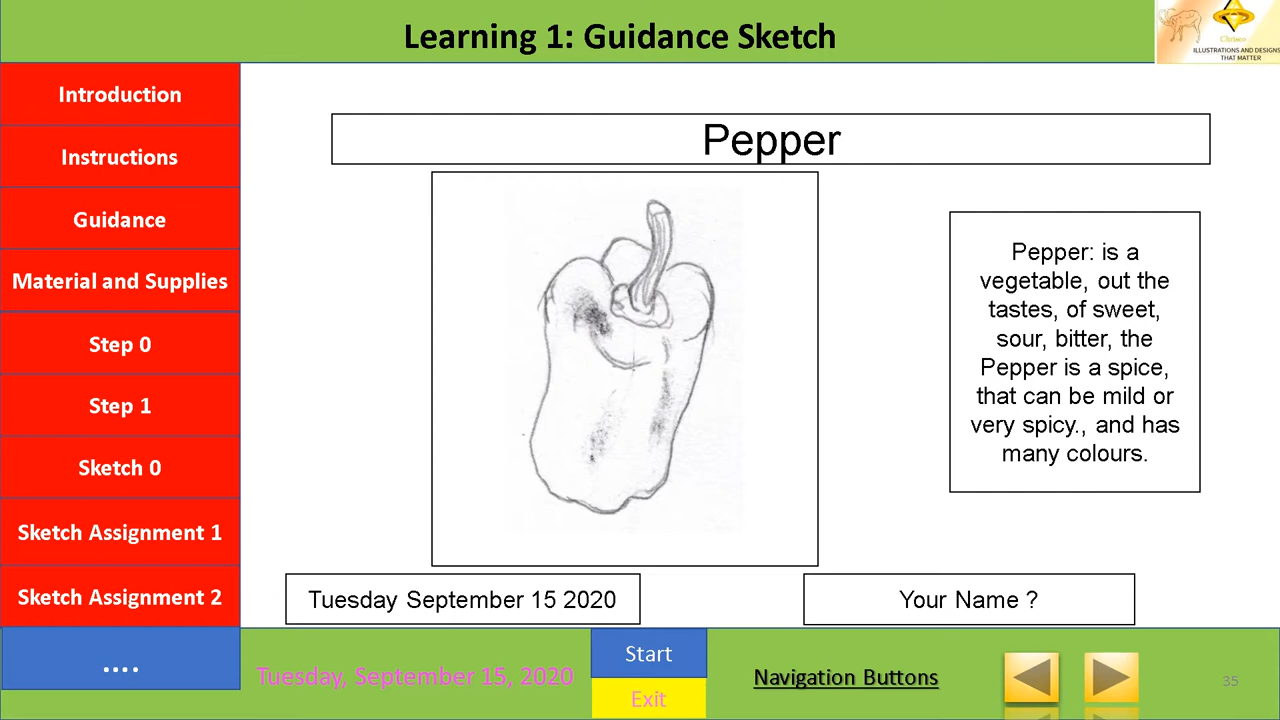 Learning 1: Guidance Sketch
Chrisco
ILLUSTRATIONS AND DESIGNS
THAT MATTER
Introduction
Instructions
Guidance
Material and Supplies
Step 0
Step 1
Sketch 0
Sketch Assignment 1
Sketch Assignment 2
....
Pepper
Pepper: is a
vegetable, out the
tastes, of sweet,
sour, bitter, the
Pepper is a spice,
that can be mild or
very spicy., and has
many colours.
Tuesday September 15 2020
Your Name ?
Tuesday, September 15, 2020
Start
Exit
Navigation Buttons
35